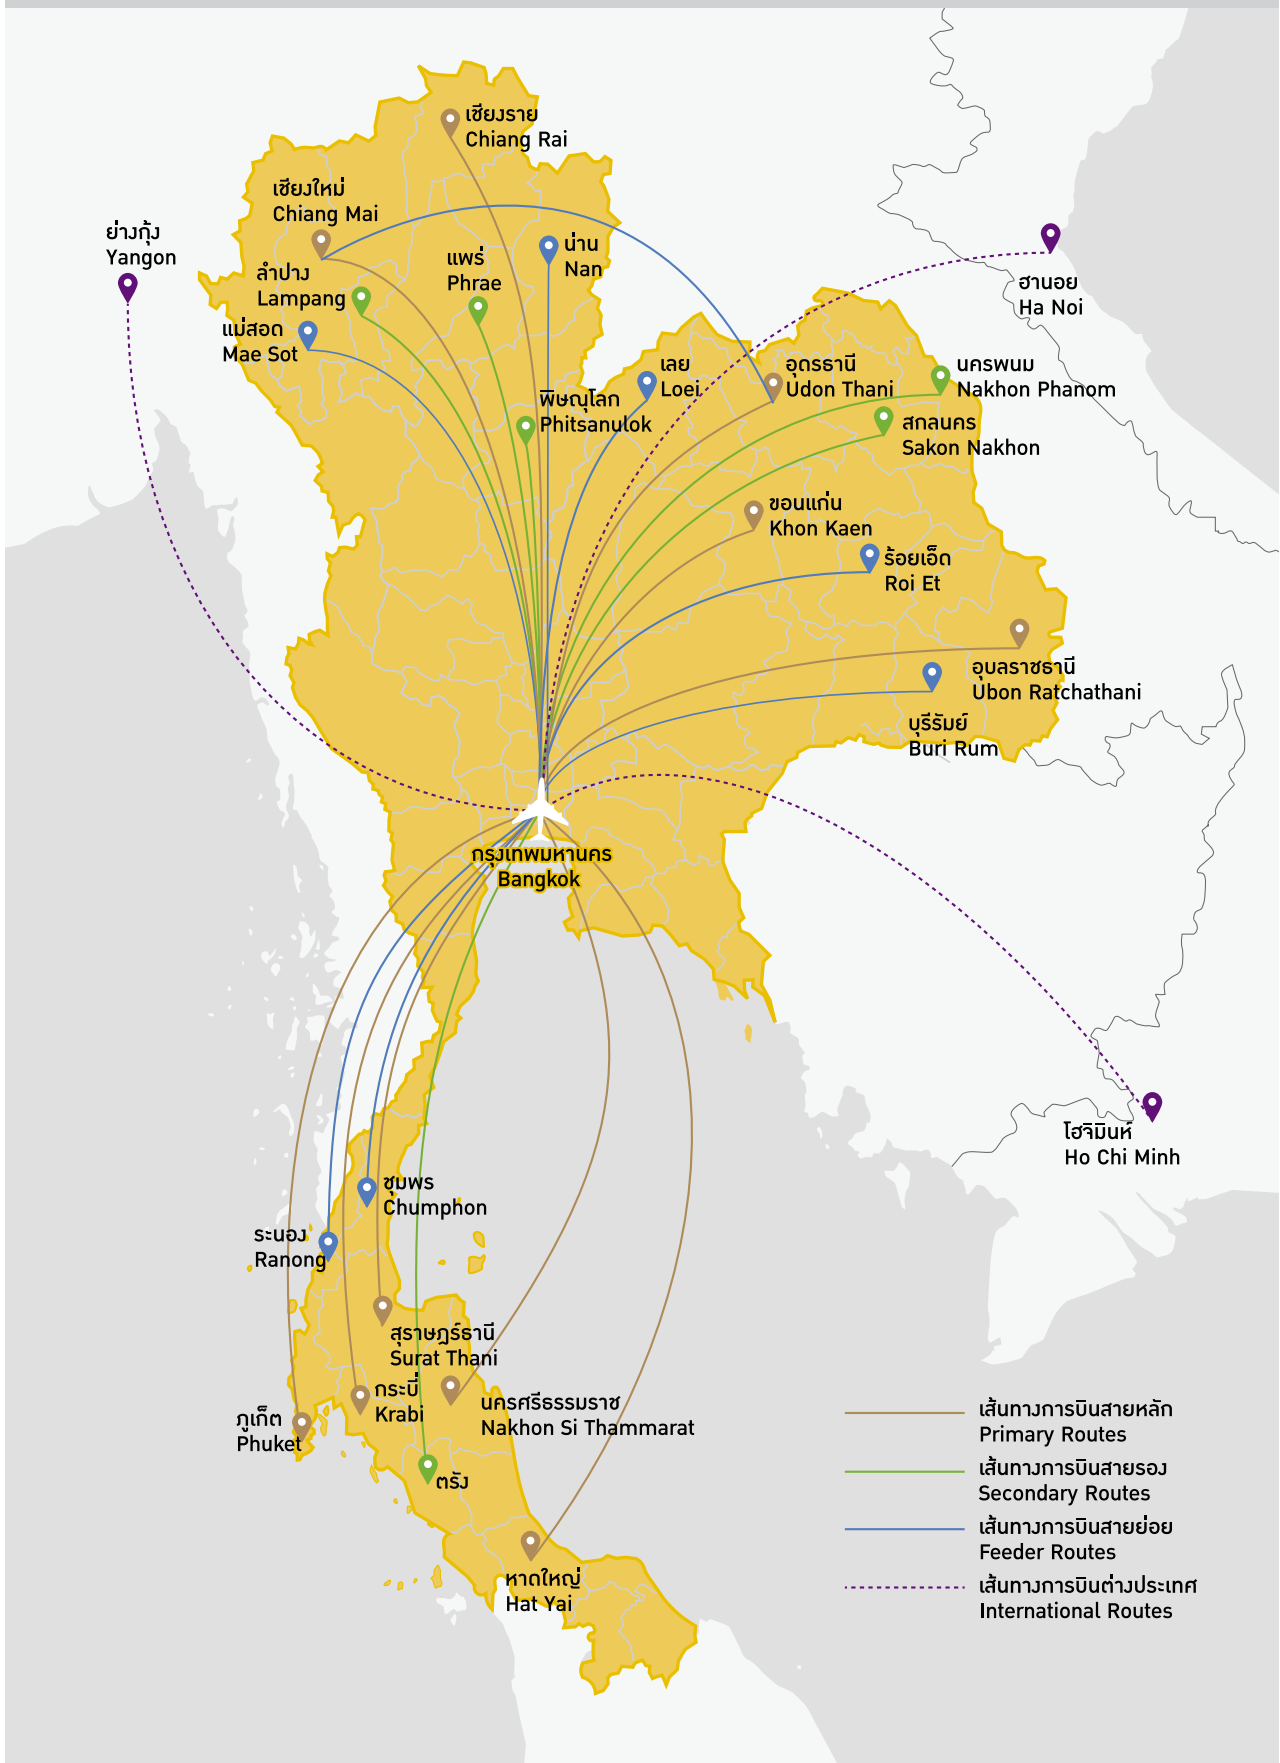 เชียงราย
Chiang Rai
เชียงใหม่
Chiang Mai
ย่างกุ้ง
Yangon
น่าน
Nan
แพร่
Phrae
ลำปาง
Lampang
ฮานอย
Ha Noi
แม่สอด
Mae Sot
เลย
Loei
อุดรธานี
Udon Thani
นครพนม
Nakhon Phanom
พิษณุโลก
Phitsanulok
สกลนคร
Sakon Nakhon
ขอนแก่น
Khon Kaen
ร้อยเอ็ด
Roi Et
อุบลราชธานี
Ubon Ratchathani
บุรีรัมย์
Buri Rum
กรุงเทพมหานคร
Bangkok
โฮจิมินห์
Ho Chi Minh
ชุมพร
Chumphon
ระนอง
Ranong
สุราษฎร์ธานี
Surat Thani
กระบี่
Krabi
นครศรีธรรมราช
Nakhon Si Thammarat
ภูเก็ต
Phuket
ตรัง
หาดใหญ่
Hat Yai
เส้นทางการบินสายหลัก
Primary Routes
เส้นทางการบินสายรอง
Secondary Routes
เส้นทางการบินสายย่อย
Feeder Routes
เส้นทางการบินต่างประเทศ
International Routes